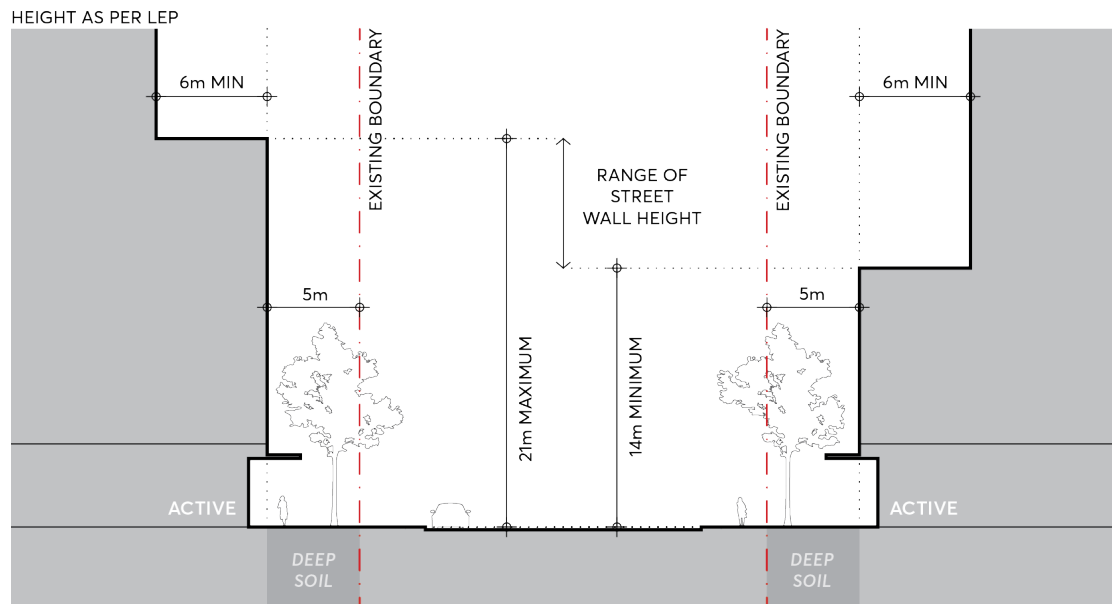 HEIGHT AS PER LEP
6m MIN
EXISTING BOUNDARY
EXISTING BOUNDARY
6m MIN
RANGE OF
STREET
WALL HEIGHT
5m
5m
21m MAXIMUM
14m MINIMUM
ACTIVE
ACTIVE
DEEP
SOIL
DEEP
SOIL